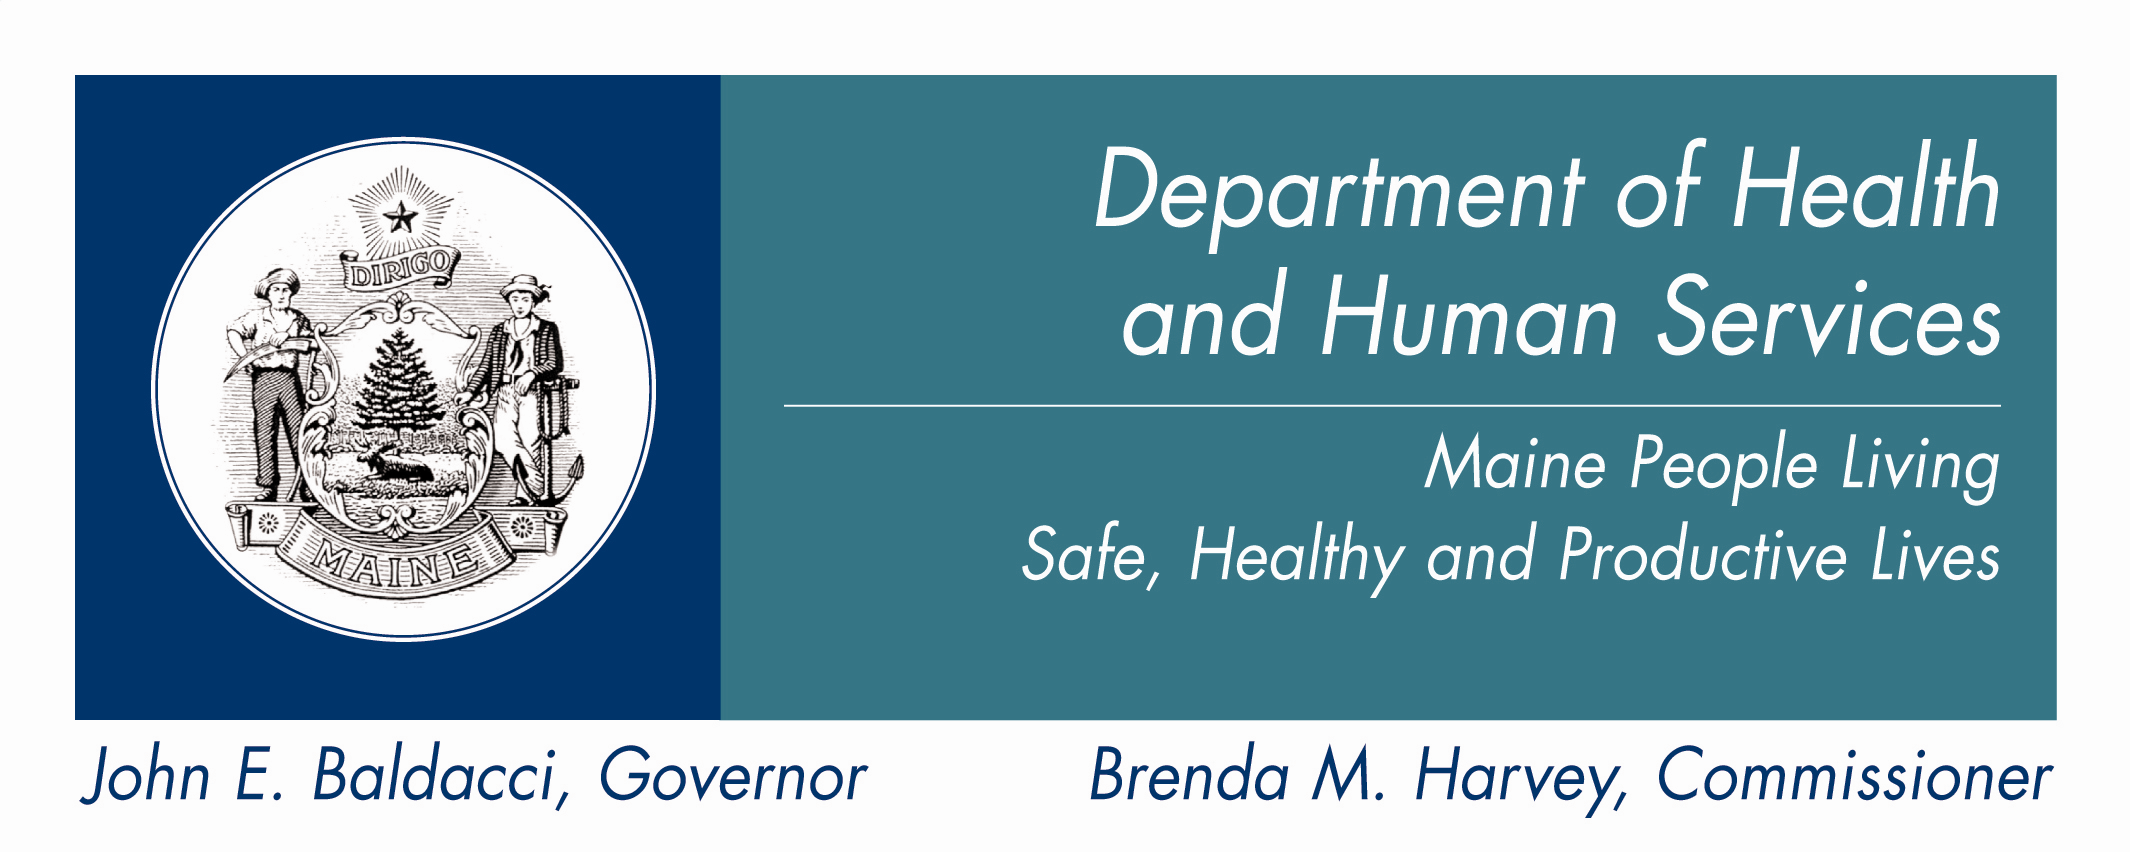 DIRIGO
MAINE
Department of Health
and Human Services
Maine People Living
Safe, Healthy and Productive Lives
John E. Baldacci, Governor
Brenda M. Harvey, Commissioner